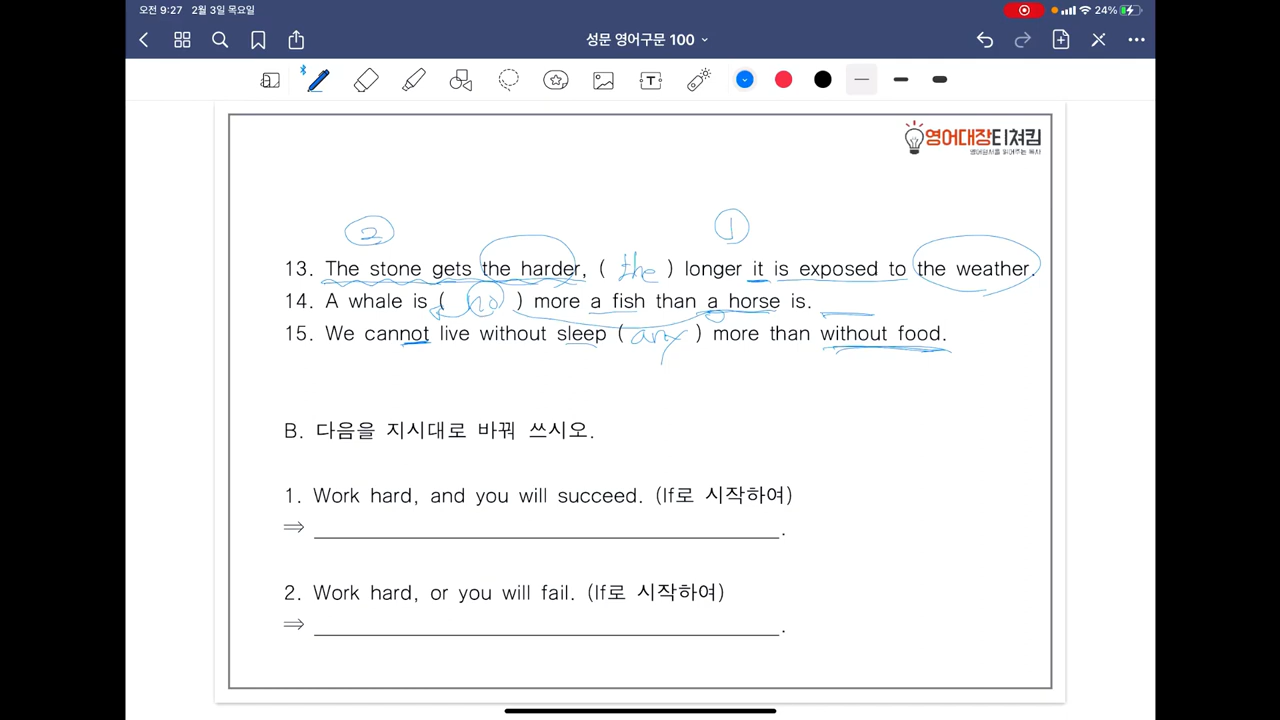 오전 9:27 2월 3일 목요일
24%
성문 영어구문 100
영어대장티쳐킴
② ①
13. The stone gets the harder, ( the ) longer it is exposed to the weather.
14. A whale is ( no ) more a fish than a horse is.
15. We cannot live without sleep ( any ) more than without food.
B. 다음을 지시대로 바꿔 쓰시오.
1. Work hard, and you will succeed. (If로 시작하여)
⇒ ______________________________.
2. Work hard, or you will fail. (If로 시작하여)
⇒ ______________________________.